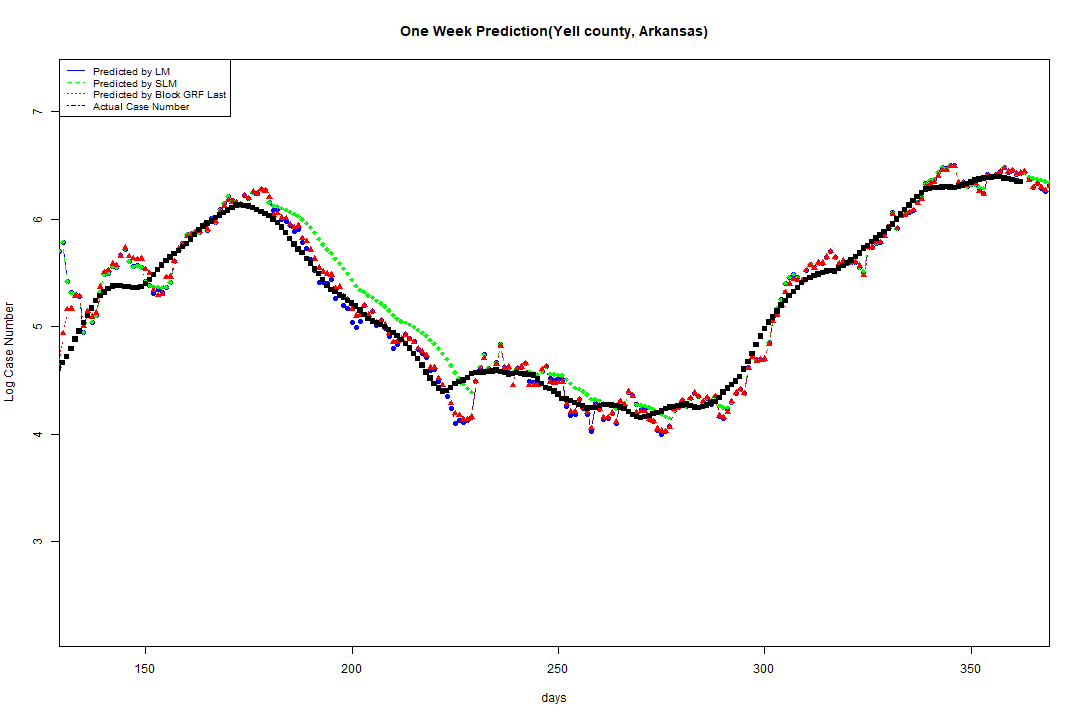 One Week Prediction(Yell county, Arkansas)
Predicted by LM
Predicted by SLM
Predicted by Block GRF Last
Actual Case Number
7
6
5
4
3
Log Case Number
150 200 250 300 350
days